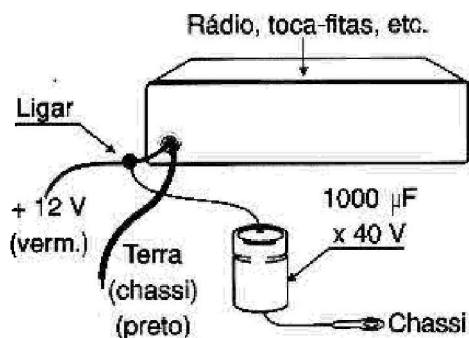 Rádio, toca-fitas, etc.
Ligar
+ 12 V
(verm.)
Terra
(chassi)
(preto)
1000 µF
x 40 V
Chassi